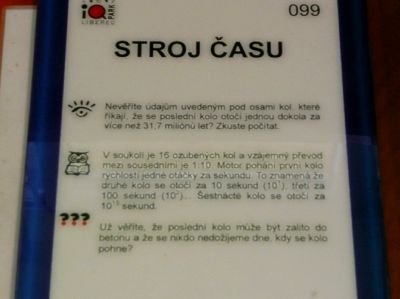 iQ PARK
LIBEREC
099
STROJ ČASU
Nevěříte údajům uvedeným pod osami kol, které
říkají, že se poslední kolo otočí jednou dokola za
více než 31,7 miliónů let? Zkuste počítat.
V soukolí je 16 ozubených kol a vzájemný převod
mezi sousedními je 1:10. Motor pohání první kolo
rychlostí jedné otáčky za sekundu. To znamená že
druhé kolo se otočí za 10 sekund (10¹), třetí za
100 sekund (10²)... Šestnácté kolo se otočí za
10¹⁵ sekund.
???
Už věříte, že poslední kolo může být zalito do
betonu a že se nikdo nedožijeme dne, kdy se kolo
pohne?